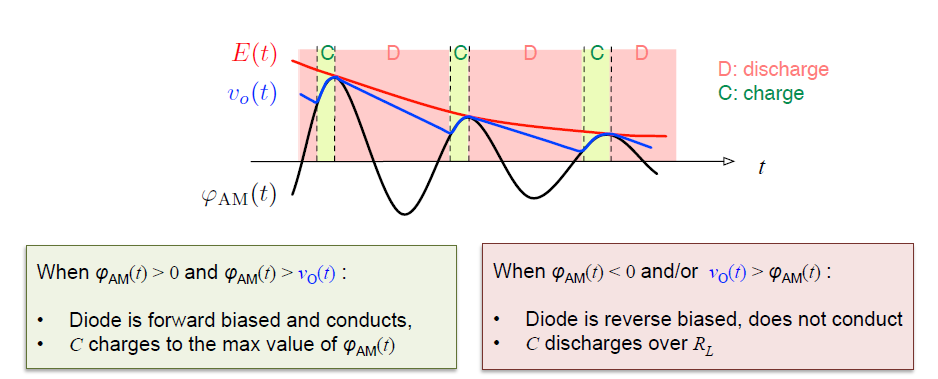 C D C D C D
E(t)
v_o(t)
D: discharge
C: charge
t
φ_AM(t)
When φ_AM(t) > 0 and φ_AM(t) > v_O(t) :
• Diode is forward biased and conducts,
• C charges to the max value of φ_AM(t)
When φ_AM(t) < 0 and/or v_O(t) > φ_AM(t) :
• Diode is reverse biased, does not conduct
• C discharges over R_L